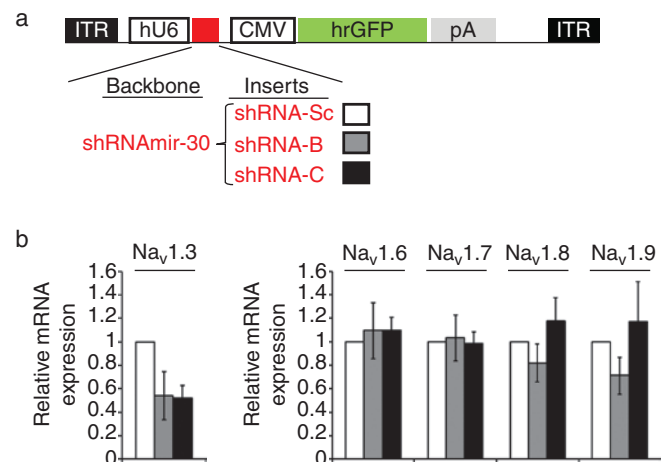 a
ITR hU6 CMV hrGFP pA ITR
Backbone Inserts
shRNAmir-30
shRNA-Sc
shRNA-B
shRNA-C
b
Nav1.3 Nav1.6 Nav1.7 Nav1.8 Nav1.9
Relative mRNA
expression
1.6
1.4
1.2
1
0.8
0.6
0.4
0.2
0
Relative mRNA
expression
1.6
1.4
1.2
1
0.8
0.6
0.4
0.2
0